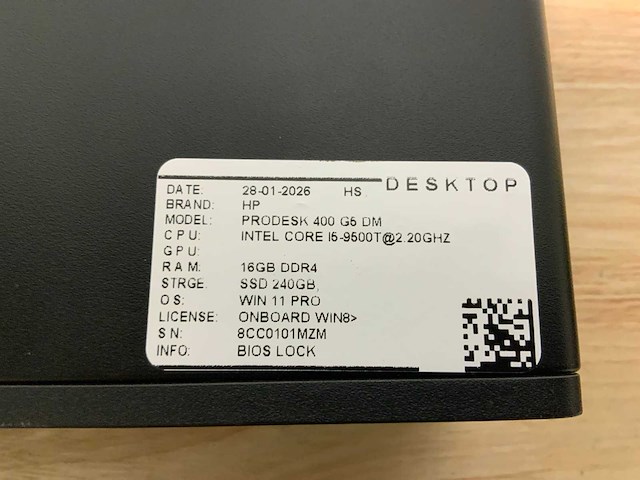 DESKTOP
DATE: 28-01-2026 HS
BRAND: HP
MODEL: PRODESK 400 G5 DM
CPU: INTEL CORE I5-9500T@2.20GHZ
GPU:
RAM: 16GB DDR4
STRGE: SSD 240GB,
OS: WIN 11 PRO
LICENSE: ONBOARD WIN8>
SN: 8CC0101MZM
INFO: BIOS LOCK